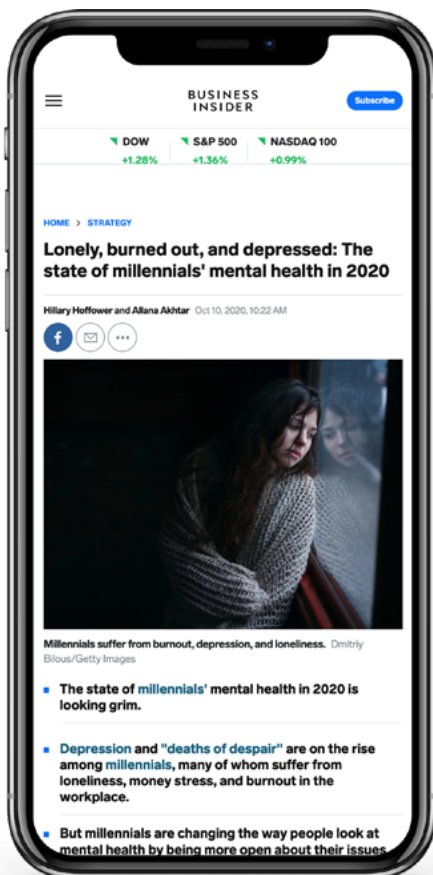 BUSINESS
INSIDER
Subscribe
DOW
S&P 500
NASDAQ 100
+1.28%
+1.36%
+0.99%
HOME > STRATEGY
Lonely, burned out, and depressed: The
state of millennials' mental health in 2020
Hillary Hoffower and Allana Akhtar Oct 10, 2020, 10:22 AM
f
Millennials suffer from burnout, depression, and loneliness. Dmitriy
Bilous/Getty Images
The state of millennials' mental health in 2020 is
looking grim.
Depression and "deaths of despair" are on the rise
among millennials, many of whom suffer from
loneliness, money stress, and burnout in the
workplace.
But millennials are changing the way people look at
mental health by being more open about their issues